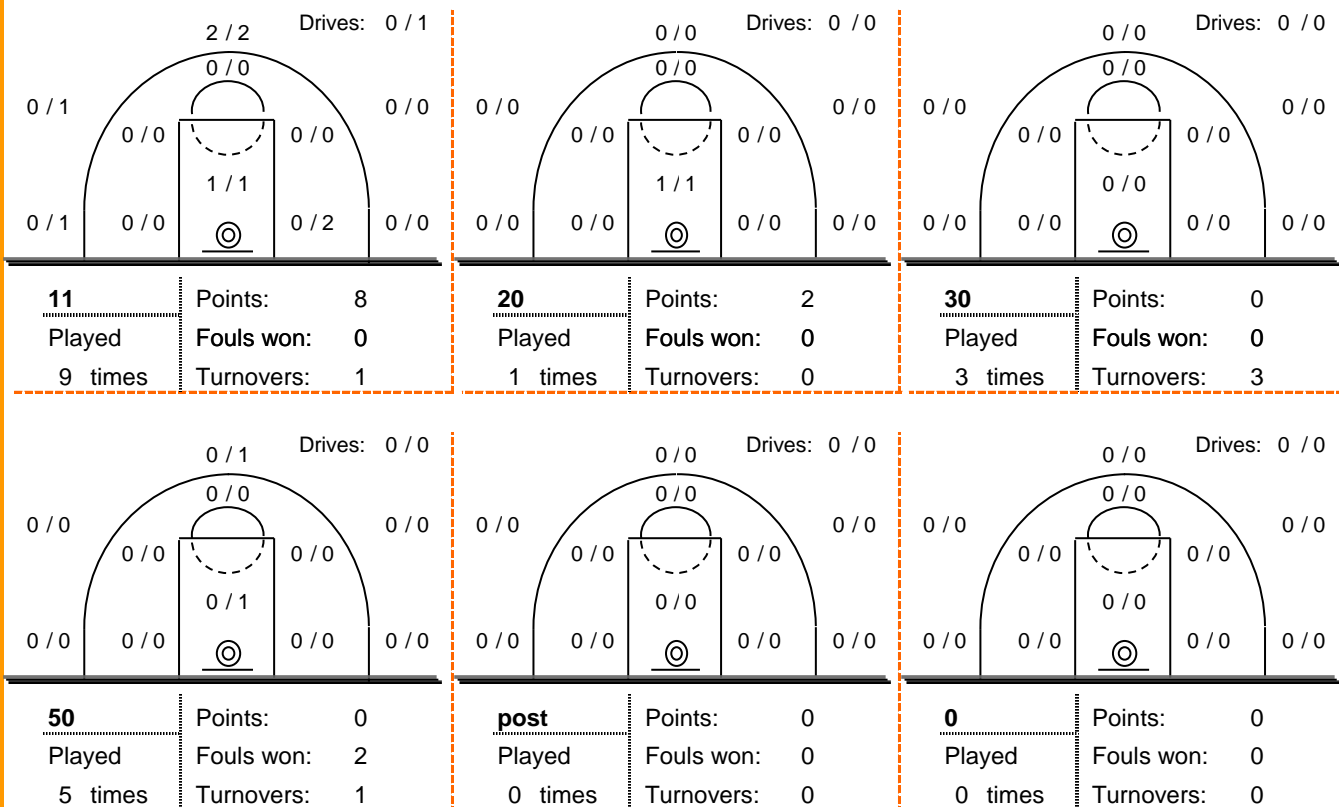 2 / 2 Drives: 0 / 1
0 / 0
0 / 1 0 / 0
0 / 0 0 / 0
1 / 1
0 / 1 0 / 0 0 / 2 0 / 0
11 Points: 8
Played Fouls won: 0
9 times Turnovers: 1
0 / 0 Drives: 0 / 0
0 / 0
0 / 0 0 / 0
0 / 0 0 / 0
1 / 1
0 / 0 0 / 0 0 / 0 0 / 0
20 Points: 2
Played Fouls won: 0
1 times Turnovers: 0
0 / 0 Drives: 0 / 0
0 / 0
0 / 0 0 / 0
0 / 0 0 / 0
0 / 0
0 / 0 0 / 0 0 / 0 0 / 0
30 Points: 0
Played Fouls won: 0
3 times Turnovers: 3
0 / 1 Drives: 0 / 0
0 / 0
0 / 0 0 / 0
0 / 0 0 / 0
0 / 1
0 / 0 0 / 0 0 / 0 0 / 0
50 Points: 0
Played Fouls won: 2
5 times Turnovers: 1
0 / 0 Drives: 0 / 0
0 / 0
0 / 0 0 / 0
0 / 0 0 / 0
0 / 0
0 / 0 0 / 0 0 / 0 0 / 0
post Points: 0
Played Fouls won: 0
0 times Turnovers: 0
0 / 0 Drives: 0 / 0
0 / 0
0 / 0 0 / 0
0 / 0 0 / 0
0 / 0
0 / 0 0 / 0 0 / 0 0 / 0
0 Points: 0
Played Fouls won: 0
0 times Turnovers: 0